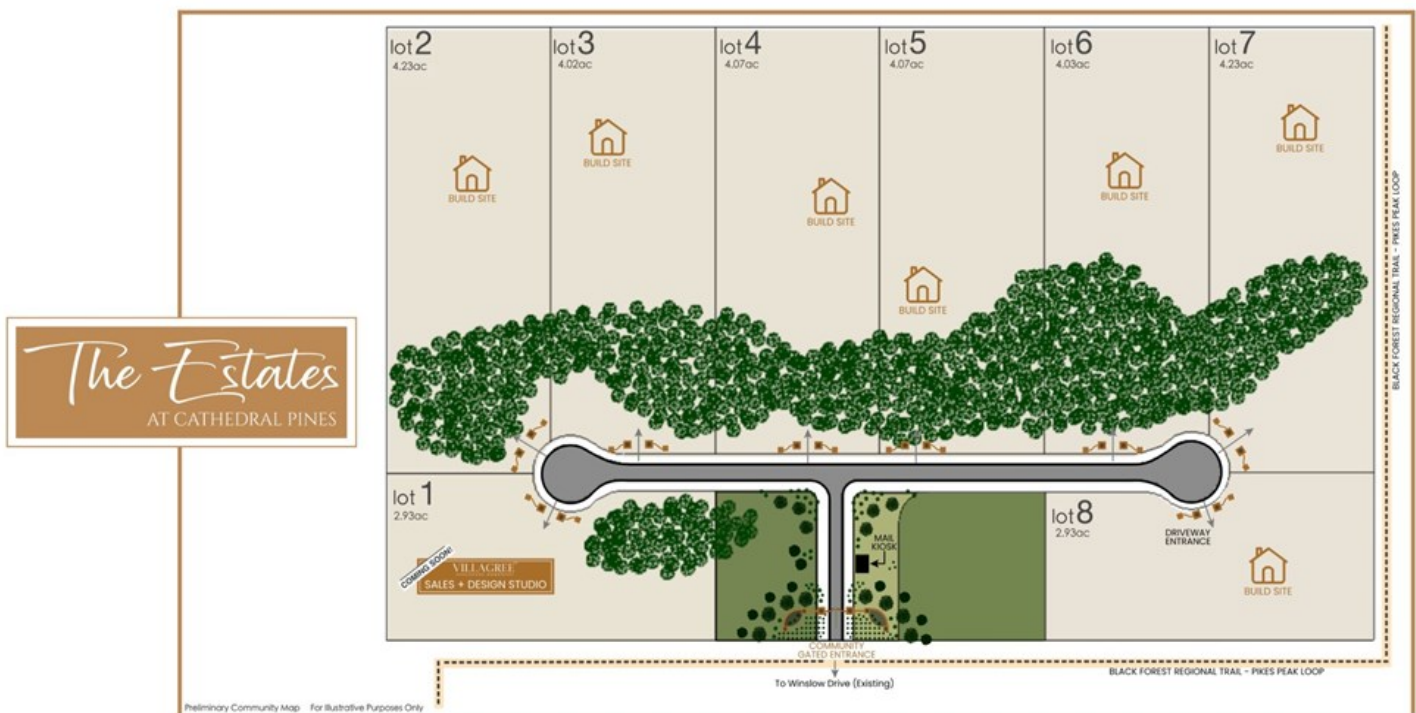 The Estates
AT CATHEDRAL PINES
lot 2
4.23ac
lot 3
4.02ac
lot 4
4.07ac
lot 5
4.07ac
lot 6
4.03ac
lot 7
4.23ac
BUILD SITE
BUILD SITE
BUILD SITE
BUILD SITE
BUILD SITE
BUILD SITE
BLACK FOREST REGIONAL TRAIL - PIKES PEAK LOOP
lot 1
2.93ac
COMING SOON!
VILLAGREE
SALES + DESIGN STUDIO
MAIL
KIOSK
lot 8
2.93ac
DRIVEWAY
ENTRANCE
BUILD SITE
COMMUNITY
GATED ENTRANCE
To Winslow Drive (Existing)
BLACK FOREST REGIONAL TRAIL - PIKES PEAK LOOP
Preliminary Community Map For Illustrative Purposes Only